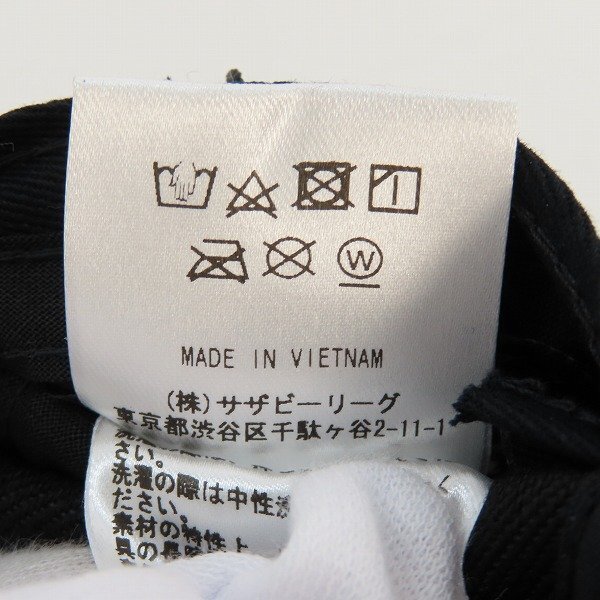 W
MADE IN VIETNAM
(株)サザビーリーグ
東京都渋谷区千駄ヶ谷2-11-1
さい。
洗濯の際は中性洗
ださい。
素材の特性上